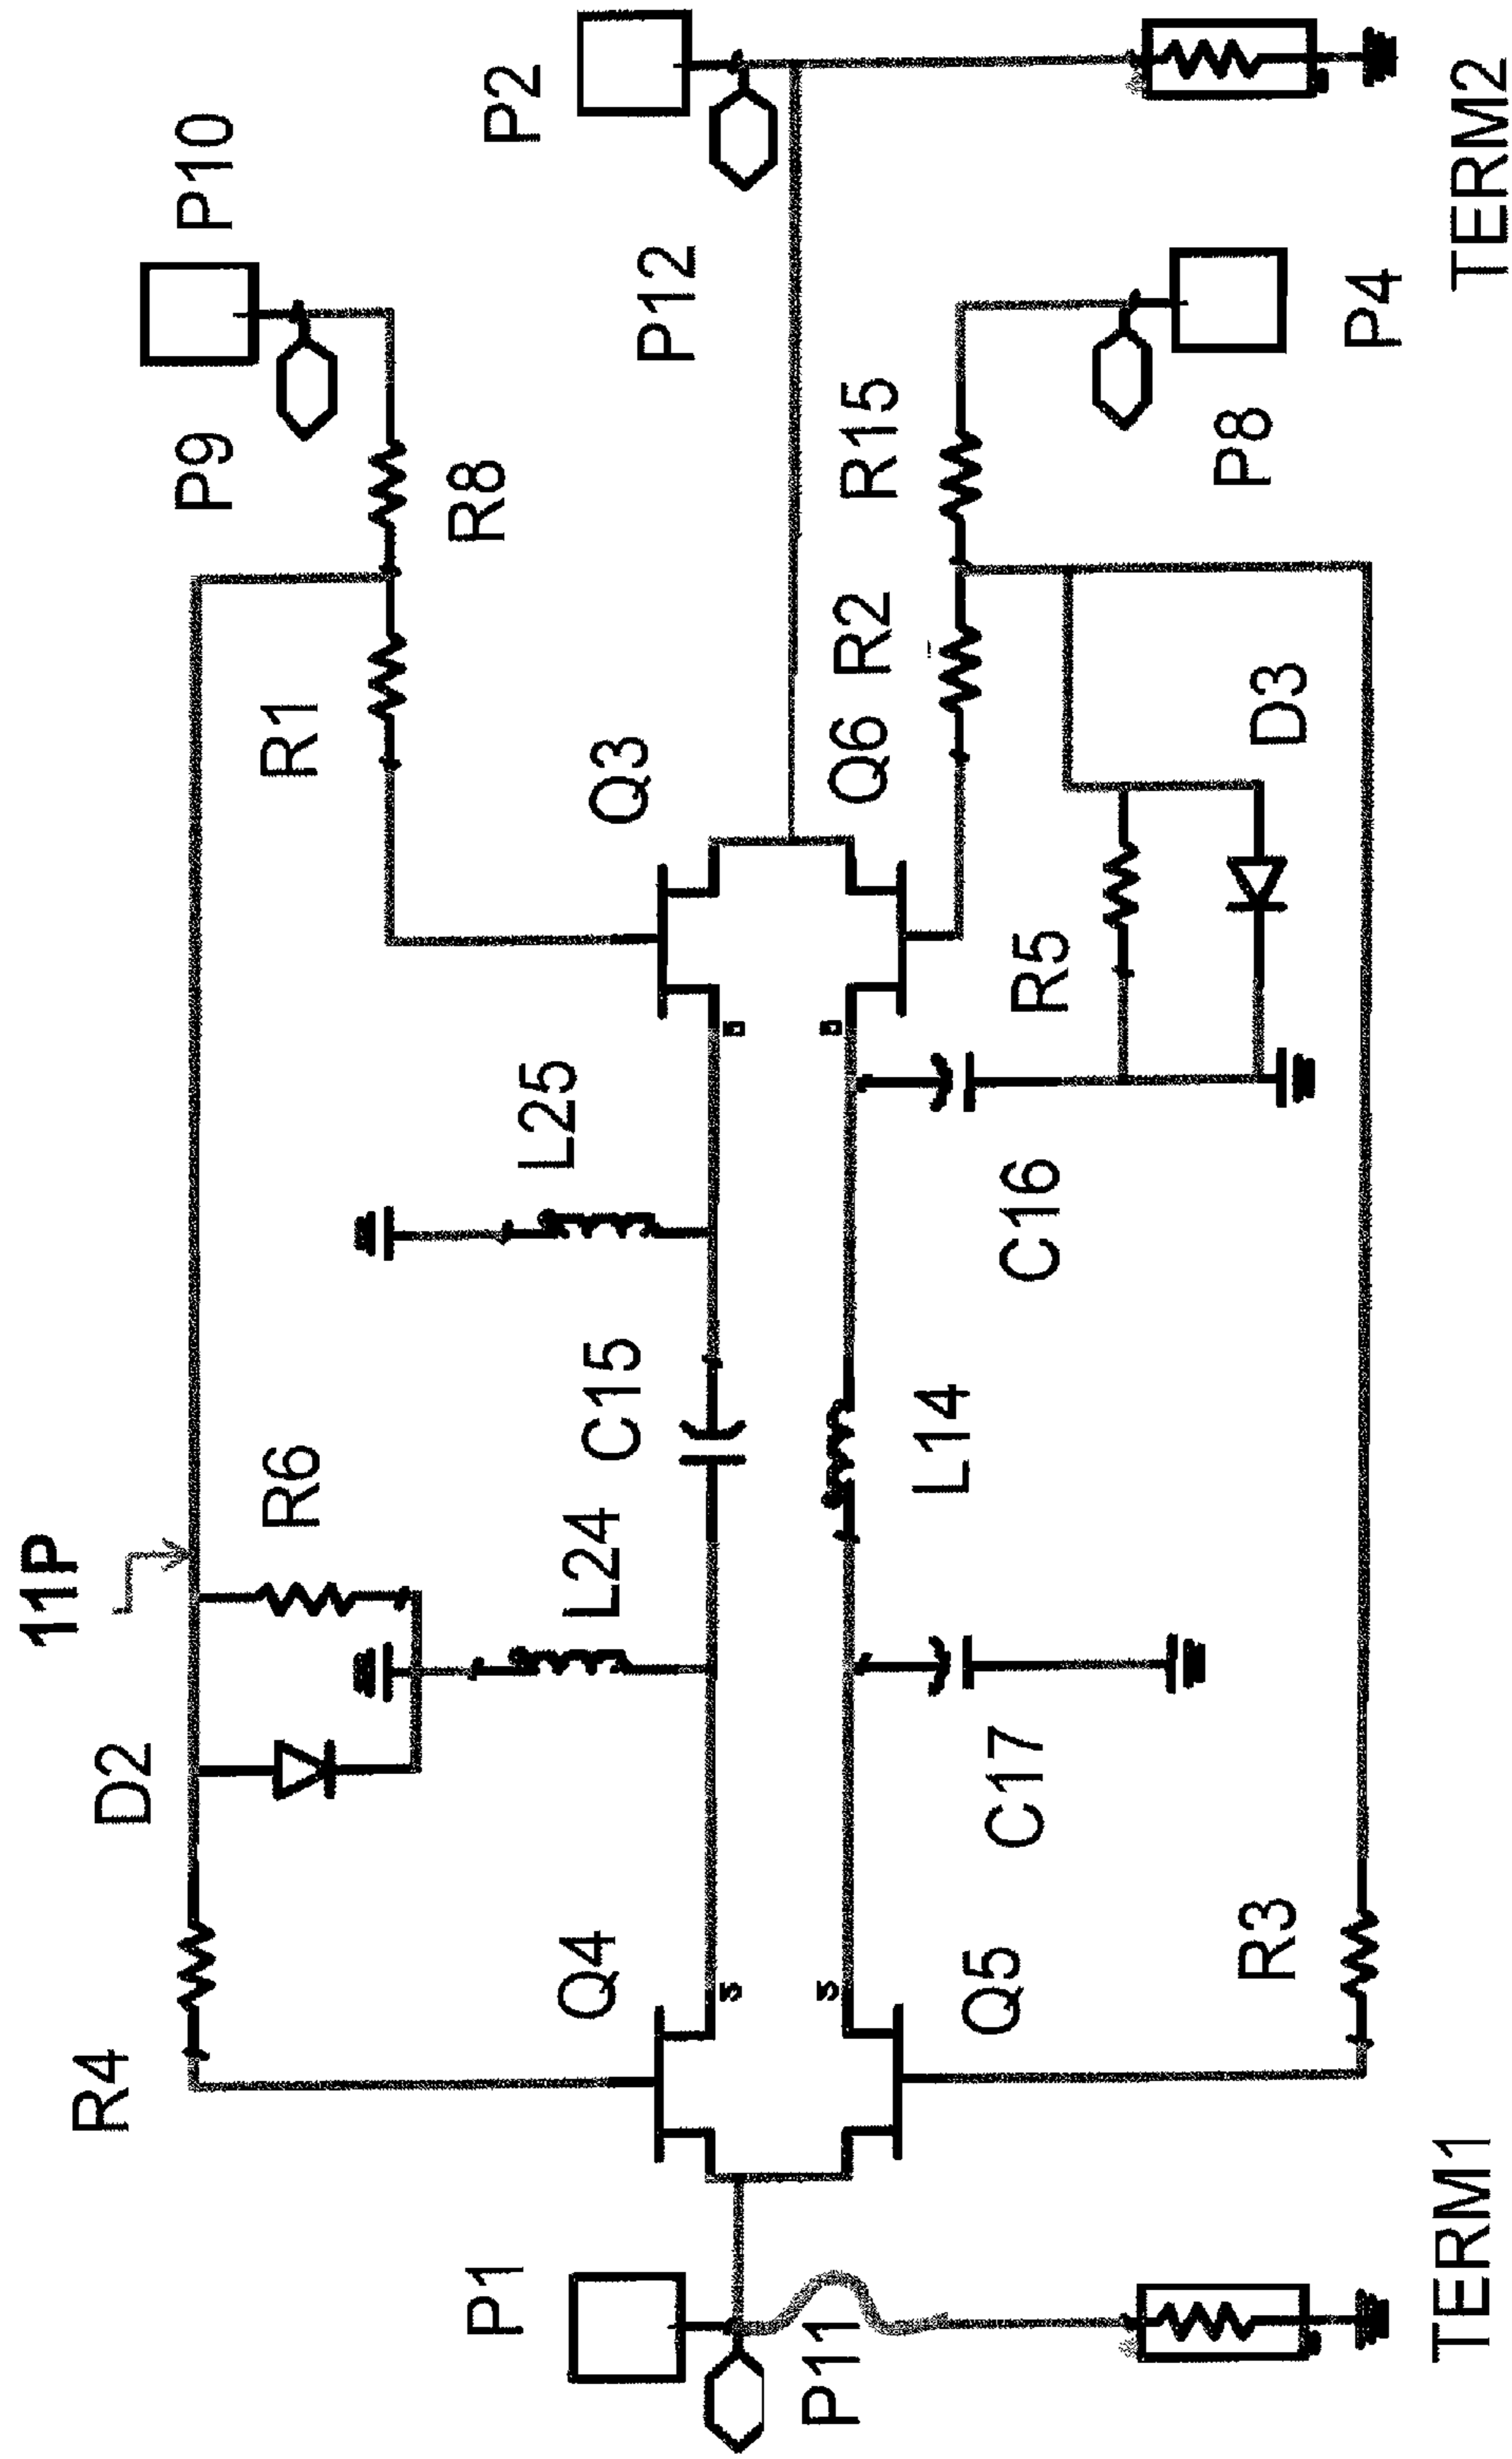 11P
P10
P9
R8
R1
R6
D2
R4
P2
P12
Q3
L25
C15
L24
Q4
P1
P11
R15
R2
Q6
L14
Q5
P8
P4
D3
R5
C16
C17
R3
TERM2
TERM1